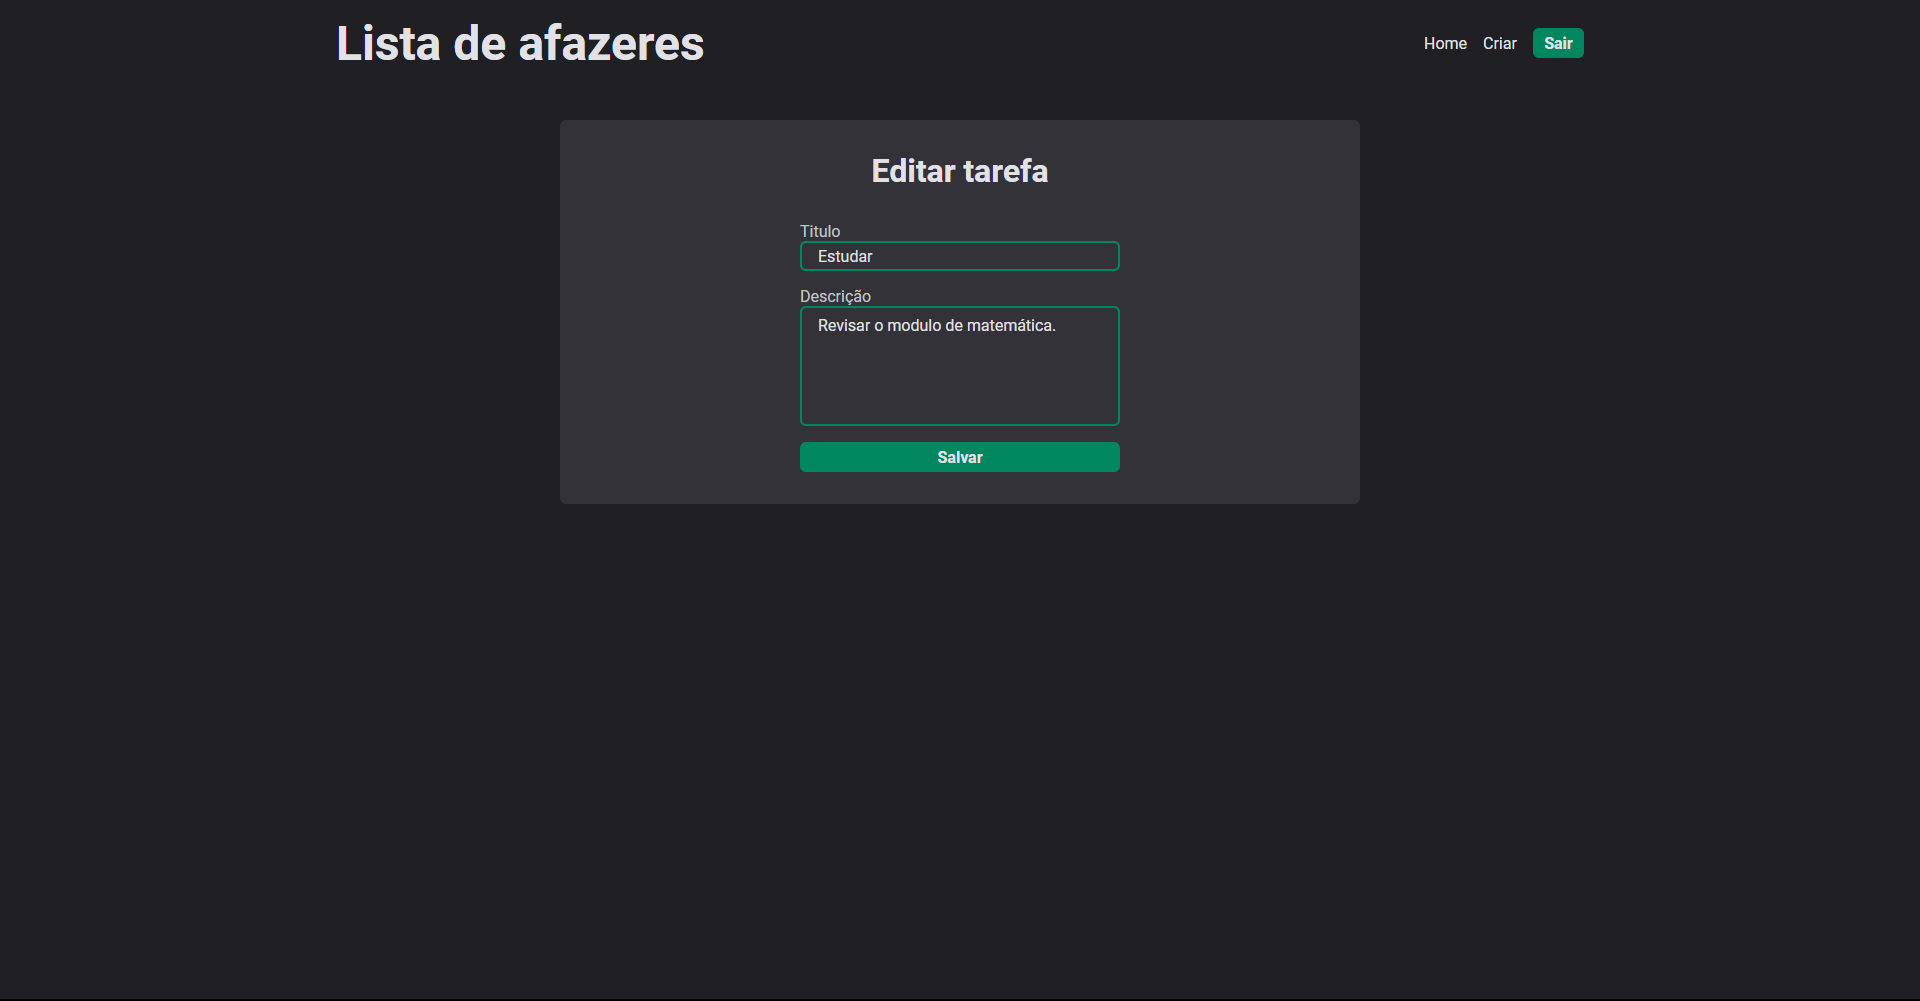 Lista de afazeres
Home Criar Sair
Editar tarefa
Titulo
Estudar
Descrição
Revisar o modulo de matemática.
Salvar